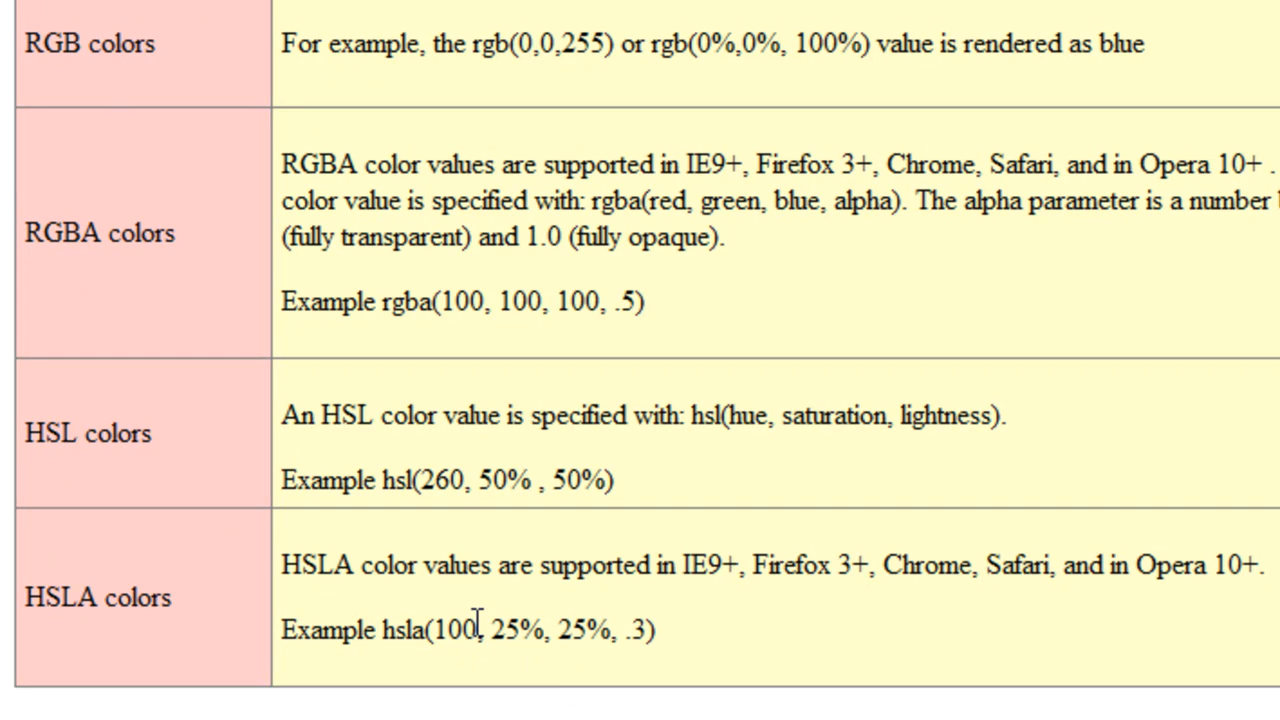 RGB colors
For example, the rgb(0,0,255) or rgb(0%,0%, 100%) value is rendered as blue
RGBA colors
RGBA color values are supported in IE9+, Firefox 3+, Chrome, Safari, and in Opera 10+ .
color value is specified with: rgba(red, green, blue, alpha). The alpha parameter is a number
(fully transparent) and 1.0 (fully opaque).
Example rgba(100, 100, 100, .5)
HSL colors
An HSL color value is specified with: hsl(hue, saturation, lightness).
Example hsl(260, 50% , 50%)
HSLA colors
HSLA color values are supported in IE9+, Firefox 3+, Chrome, Safari, and in Opera 10+.
Example hsla(100, 25%, 25%, .3)